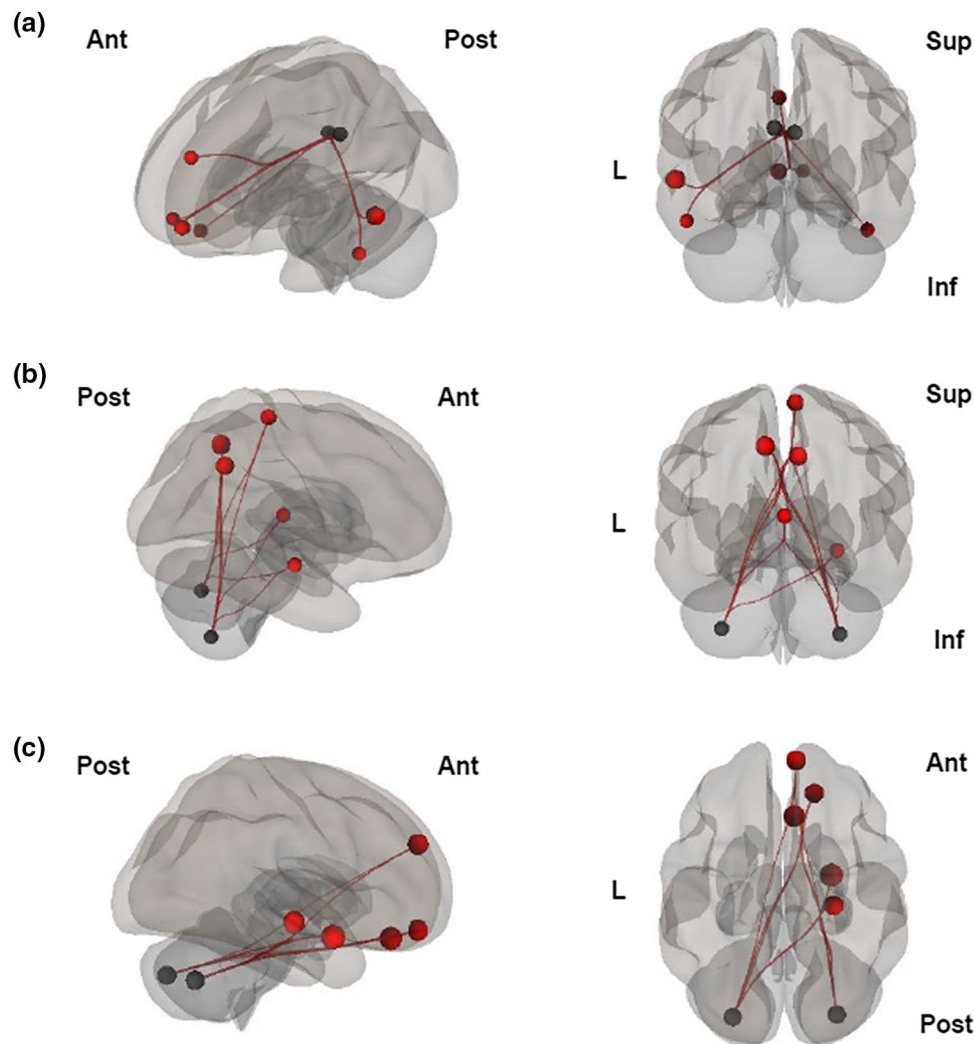 (a)
Ant Post Sup
L
Inf
(b)
Post Ant Sup
L
Inf
(c)
Post Ant Ant
L
Post